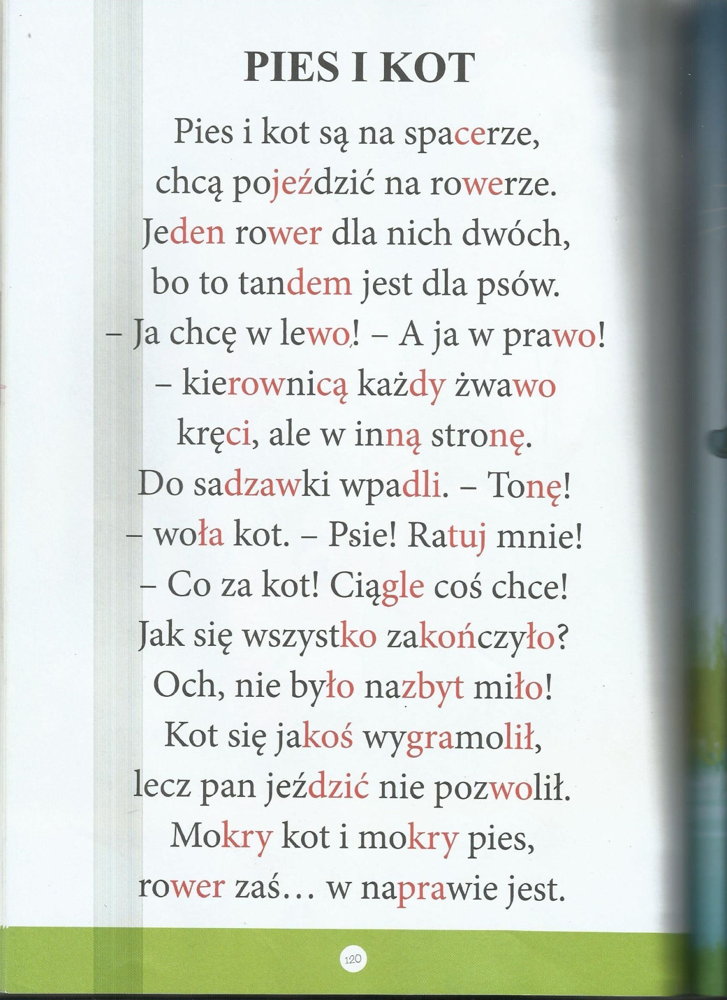 PIES I KOT
Pies i kot są na spacerze,
chcą pojeździć na rowerze.
Jeden rower dla nich dwóch,
bo to tandem jest dla psów.
– Ja chcę w lewo! – A ja w prawo!
– kierownicą każdy żwawo
kręci, ale w inną stronę.
Do sadzawki wpadli. – Tonę!
– woła kot. – Psie! Ratuj mnie!
– Co za kot! Ciągle coś chce!
Jak się wszystko zakończyło?
Och, nie było nazbyt miło!
Kot się jakoś wygramolił,
lecz pan jeździć nie pozwolił.
Mokry kot i mokry pies,
rower zaś… w naprawie jest.
120